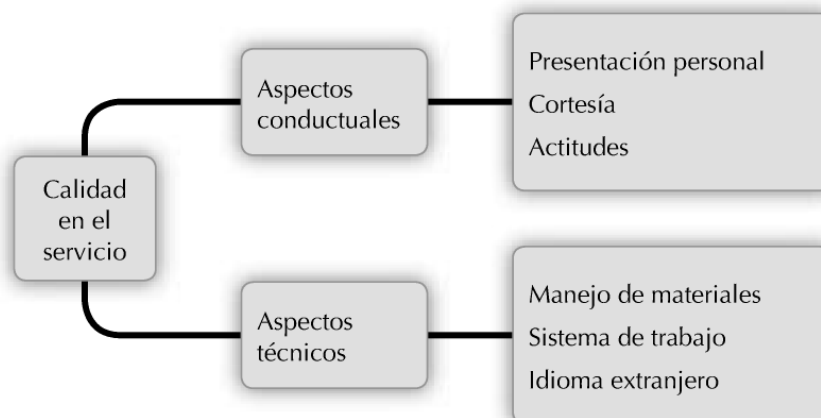 Calidad
en el
servicio
Aspectos
conductuales
Presentación personal
Cortesía
Actitudes
Aspectos
técnicos
Manejo de materiales
Sistema de trabajo
Idioma extranjero